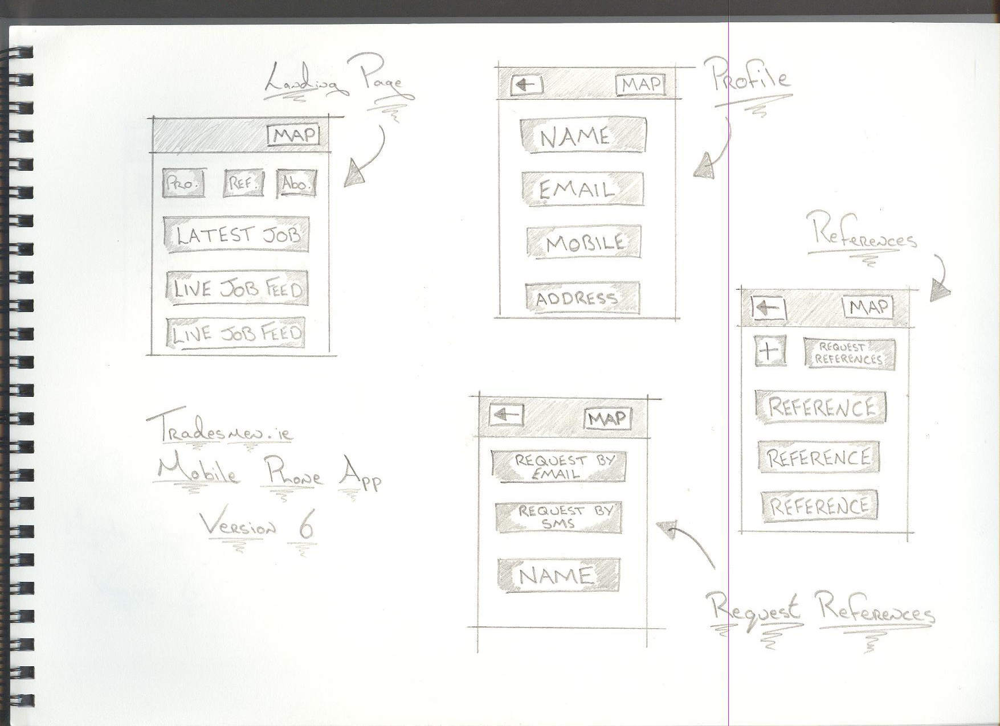 Landing Page
MAP
Pro.
Ref.
Abo.
LATEST JOB
LIVE JOB FEED
LIVE JOB FEED
Profile
MAP
NAME
EMAIL
MOBILE
ADDRESS
References
MAP
+
REQUEST
REFERENCES
REFERENCE
REFERENCE
REFERENCE
Tradesmen.ie
Mobile Phone App
Version 6
MAP
REQUEST BY
EMAIL
REQUEST BY
SMS
NAME
Request References